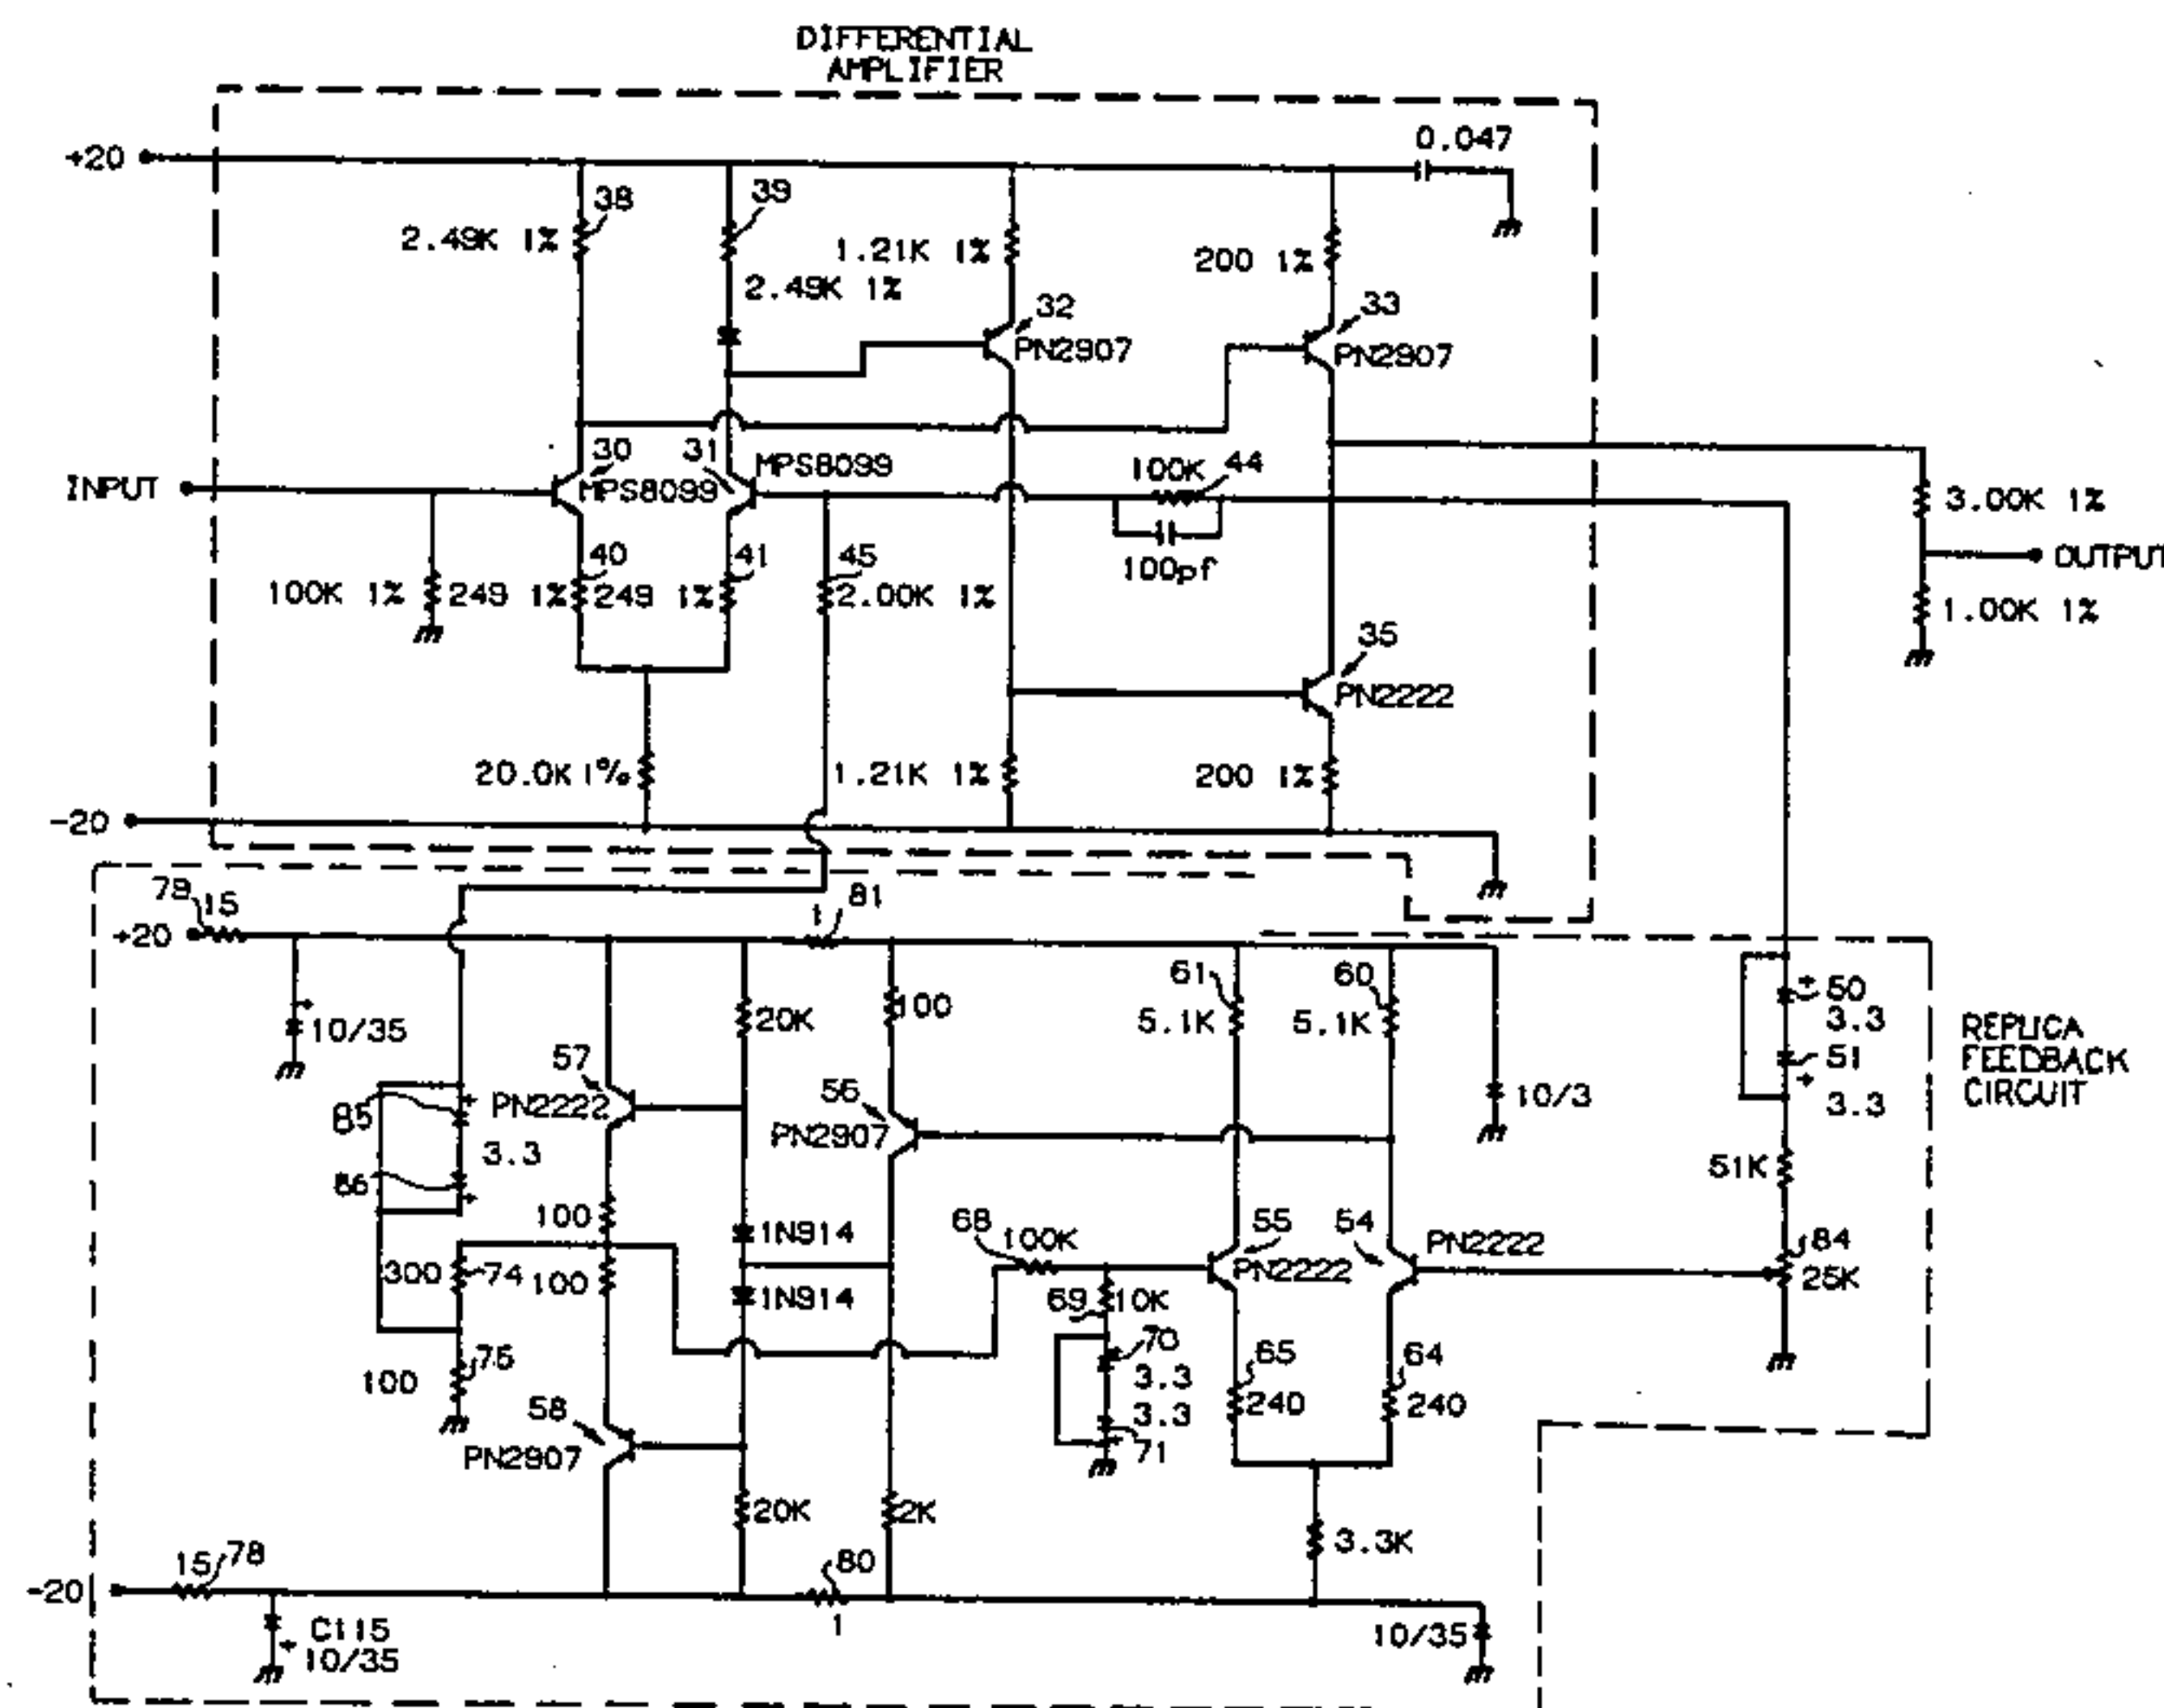 DIFFERENTIAL
AMPLIFIER
0.047
+20
38
39
2.49K 1%
1.21K 1%
200 1%
2.49K 1%
32
33
PN2907
PN2907
30
31
MPS8099
MPS8099
INPUT
100K
44
3.00K 1%
OUTPUT
40
41
45
100pf
100K 1%
249 1%
249 1%
2.00K 1%
1.00K 1%
35
PN2222
20.0K 1%
1.21K 1%
200 1%
-20
79
15
81
1
+20
61
60
50
3.3
10/35
20K
100
5.1K
5.1K
51
3.3
REPLICA
FEEDBACK
CIRCUIT
57
PN2222
56
PN2907
10/3
85
3.3
86
51K
100
1N914
68
100K
55
54
PN2222
84
25K
300
74
100
1N914
PN2222
69
10K
70
3.3
75
100
65
240
64
240
3.3
71
58
PN2907
20K
2K
3.3K
-20
15
78
80
1
C115
+
10/35
10/35